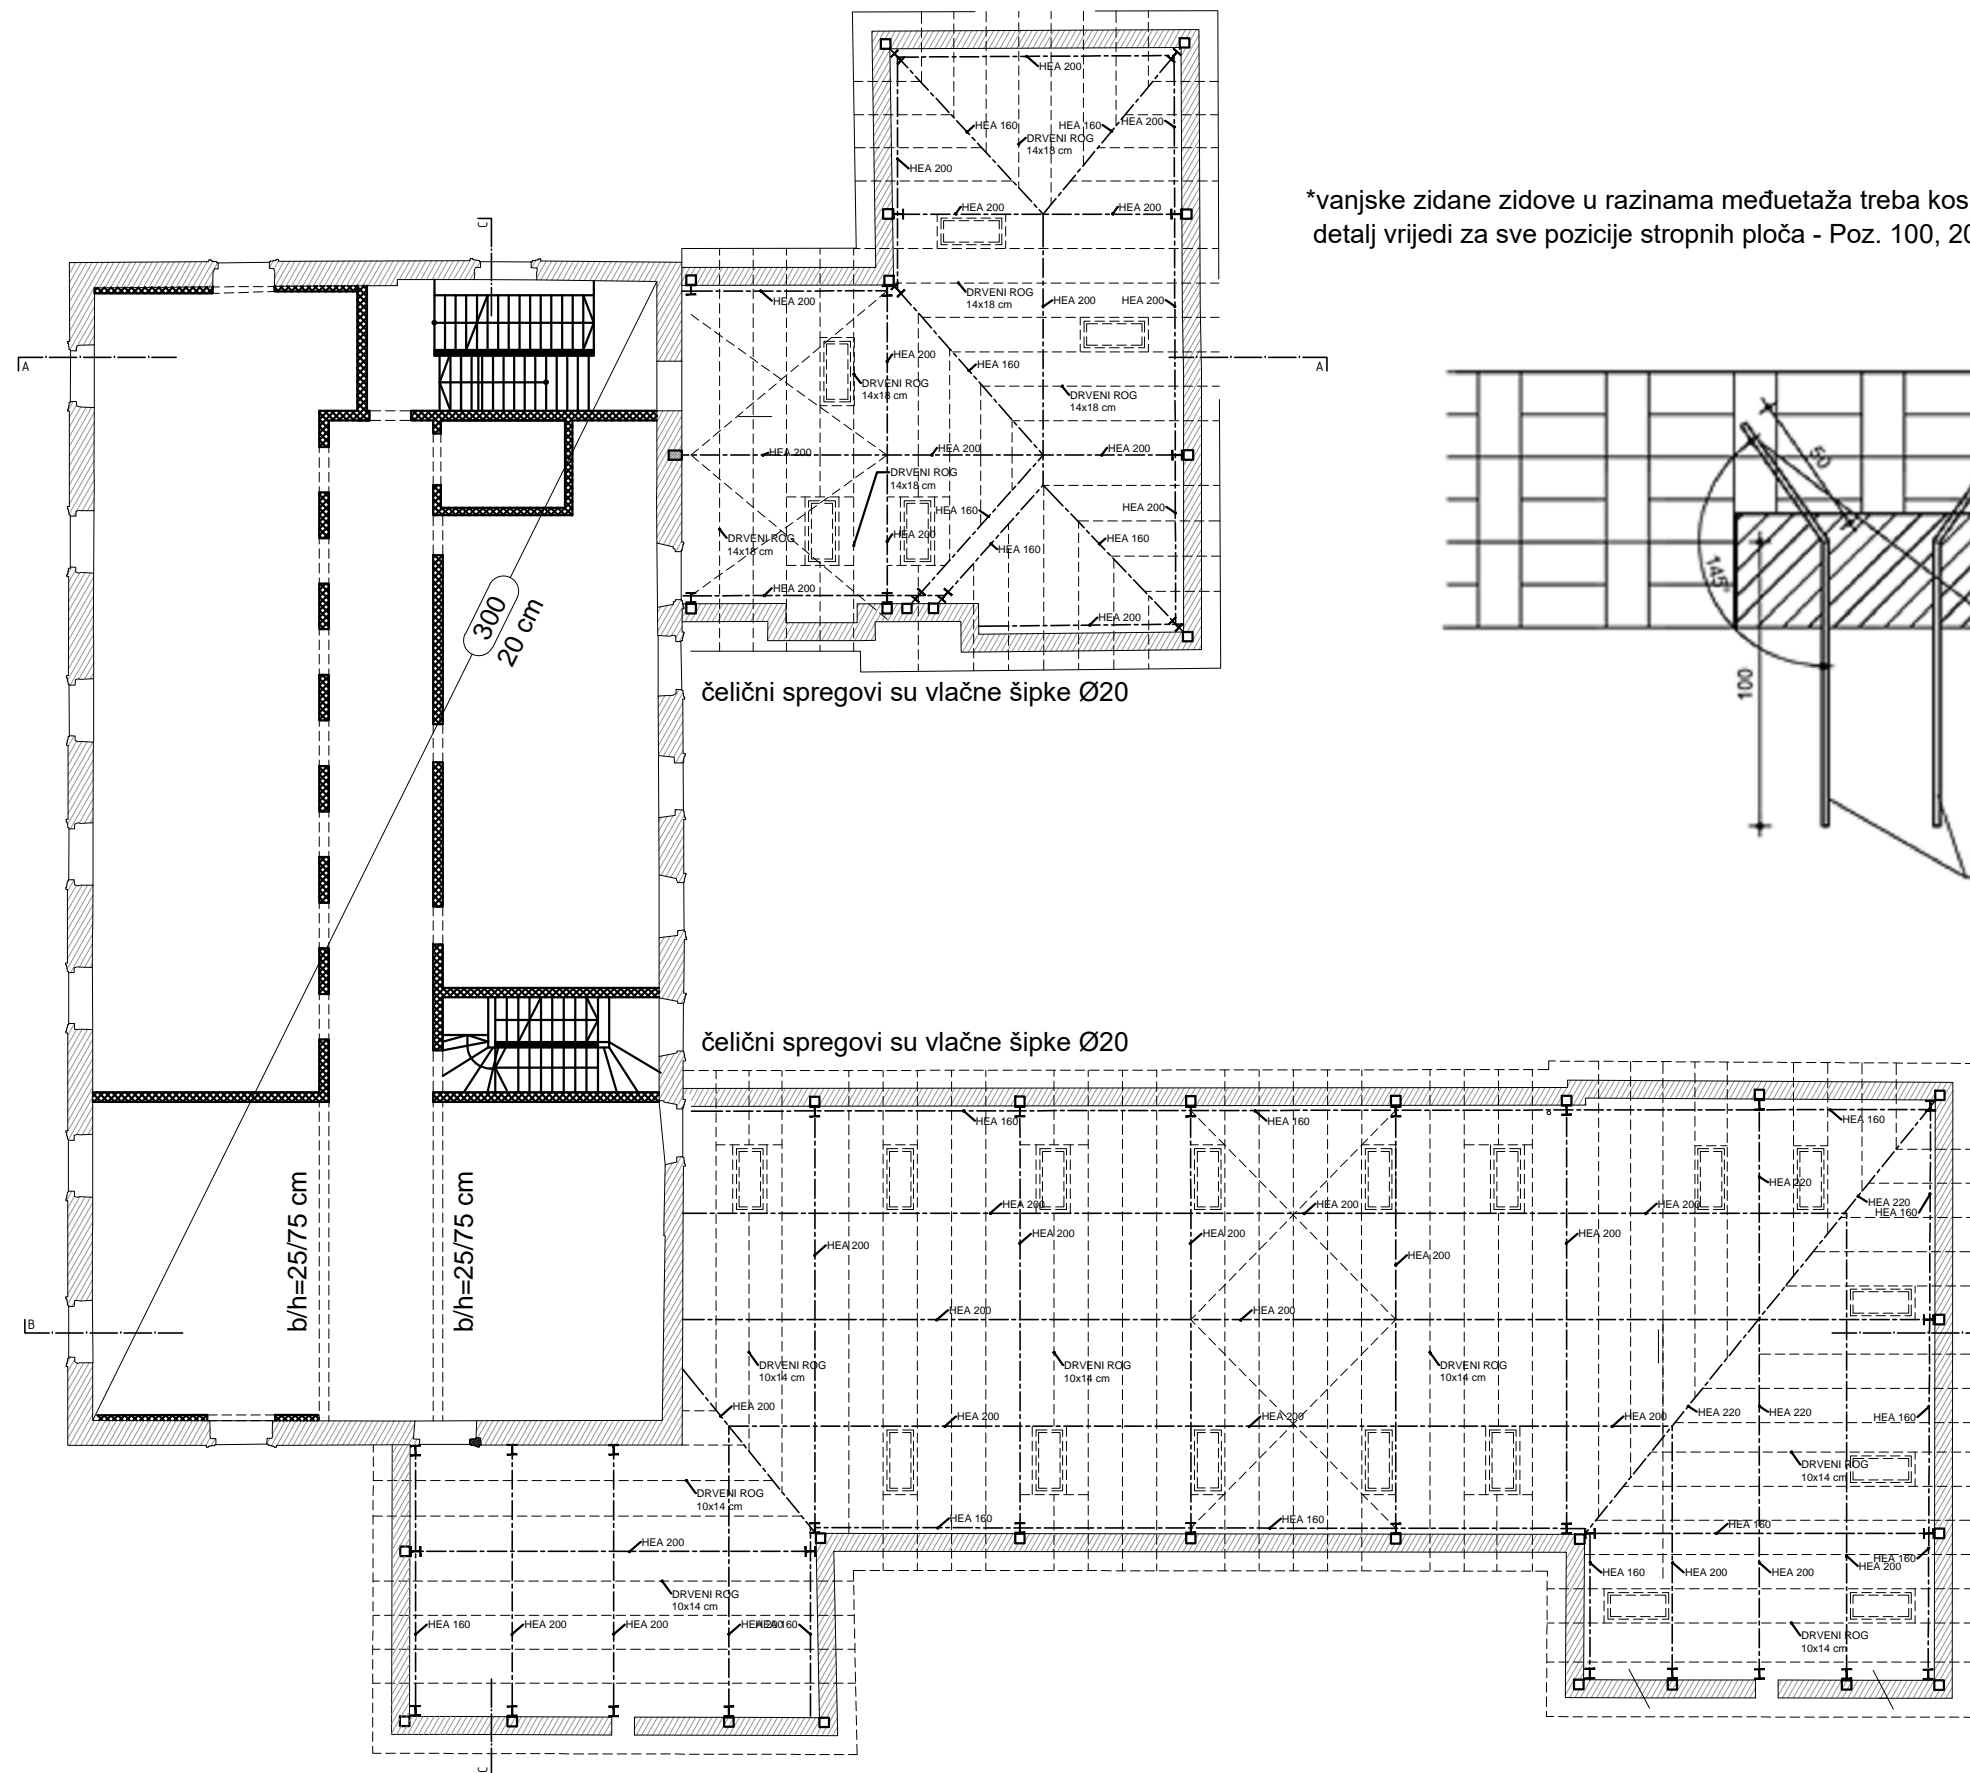 HEA 200
HEA 160
HEA 160
HEA 200
DRVENI ROG
14x18 cm
HEA 200
HEA 200
HEA 200
*vanjske zidane zidove u razinama međuetaža treba kos
detalj vrijedi za sve pozicije stropnih ploča - Poz. 100, 20
C
HEA 200
DRVENI ROG
14x18 cm
HEA 200
HEA 200
A
HEA 200
HEA 160
A
DRVENI ROG
14x18 cm
DRVENI ROG
14x18 cm
HEA 200
HEA 200
HEA 200
DRVENI ROG
14x18 cm
HEA 160
HEA 200
DRVENI ROG
14x18 cm
HEA 200
HEA 160
HEA 160
HEA 200
HEA 200
50
145°
100
300
20 cm
čelični spregovi su vlačne šipke Ø20
čelični spregovi su vlačne šipke Ø20
HEA 160
HEA 160
HEA 160
HEA 200
HEA 200
HEA 200
HEA 220
HEA 220
HEA 160
HEA 200
HEA 200
HEA 200
HEA 200
HEA 200
b/h=25/75 cm
b/h=25/75 cm
HEA 200
HEA 200
B
DRVENI ROG
10x14 cm
DRVENI ROG
10x14 cm
DRVENI ROG
10x14 cm
HEA 200
HEA 200
HEA 200
HEA 200
HEA 220
HEA 220
HEA 160
DRVENI ROG
10x14 cm
DRVENI ROG
10x14 cm
HEA 160
HEA 160
HEA 160
HEA 200
HEA 160
HEA 200
HEA 200
HEA 200
HEA 160
DRVENI ROG
10x14 cm
HEA 160
HEA 200
HEA 200
HEA 200
HEA 160
DRVENI ROG
10x14 cm
C